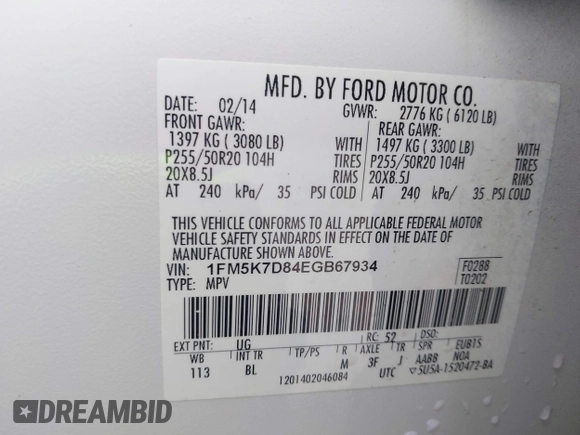 MFD. BY FORD MOTOR CO.
DATE: 02/14 GVWR: 2776 KG ( 6120 LB)
FRONT GAWR: REAR GAWR:
1397 KG ( 3080 LB) WITH 1497 KG ( 3300 LB) WITH
P255/50R20 104H TIRES P255/50R20 104H TIRES
20X8.5J RIMS 20X8.5J RIMS
AT 240 kPa/ 35 PSI COLD AT 240 kPa/ 35 PSI COLD
THIS VEHICLE CONFORMS TO ALL APPLICABLE FEDERAL MOTOR
VEHICLE SAFETY STANDARDS IN EFFECT ON THE DATE OF
MANUFACTURE SHOWN ABOVE.
VIN: 1FM5K7D84EGB67934 F0288
TYPE: MPV T0202
EXT PNT: UG RC: 52 DSO:
WB INT TR TP/PS R AXLE TR SPR EUBTS
113 BL M 3F J AABB NOA
1201402046084 UTC ▽5USA-1520472-BA
DREAMBID